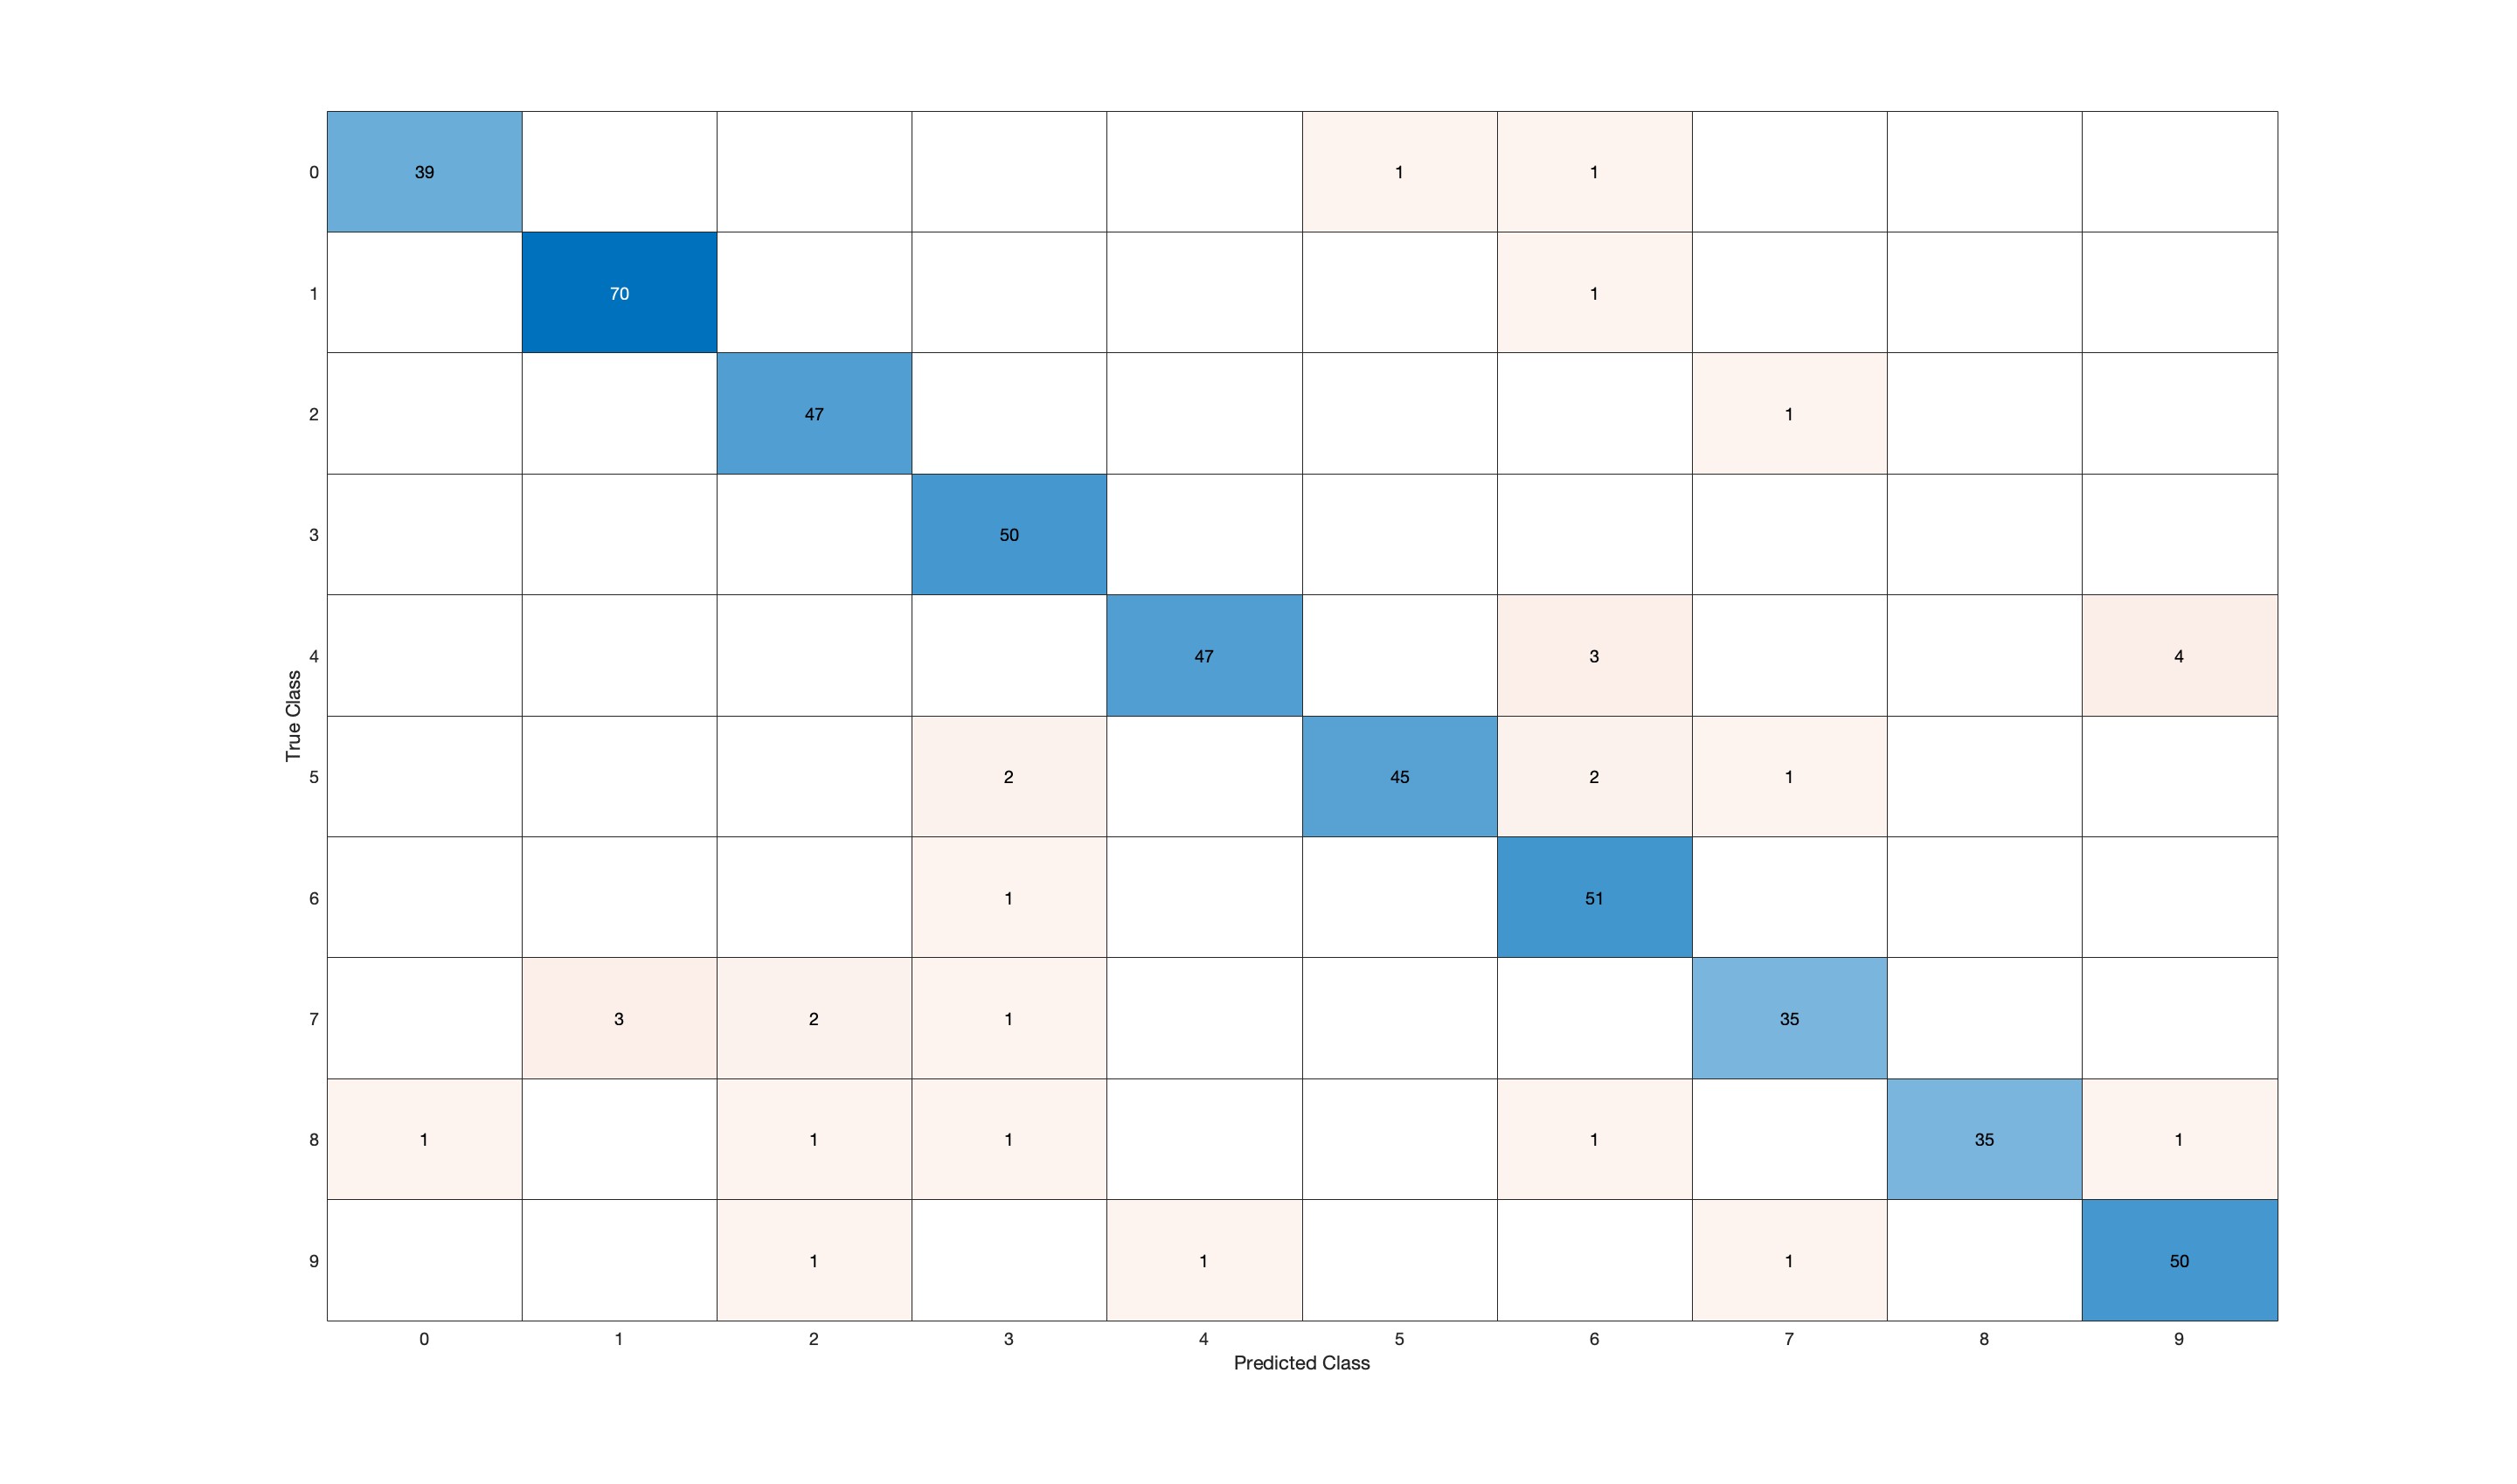 0 39 1 1
1 70 1
2 47 1
3 50
4 47 3 4
True Class
5 2 45 2 1
6 1 51
7 3 2 1 35
8 1 1 1 1 35 1
9 1 1 1 50
0 1 2 3 4 5 6 7 8 9
Predicted Class